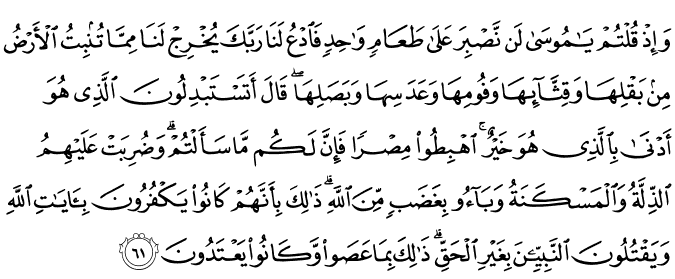 وَإِذْ قُلْتُمْ يَـٰمُوسَىٰ لَن نَّصْبِرَ عَلَىٰ طَعَامٍ وَٰحِدٍ فَٱدْعُ لَنَا رَبَّكَ يُخْرِجْ لَنَا مِمَّا تُنۢبِتُ ٱلْأَرْضُ
مِنۢ بَقْلِهَا وَقِثَّآئِهَا وَفُومِهَا وَعَدَسِهَا وَبَصَلِهَا ۖ قَالَ أَتَسْتَبْدِلُونَ ٱلَّذِى هُوَ
أَدْنَىٰ بِٱلَّذِى هُوَ خَيْرٌ ۚ ٱهْبِطُوا۟ مِصْرًا فَإِنَّ لَكُم مَّا سَأَلْتُمْ ۗ وَضُرِبَتْ عَلَيْهِمُ
ٱلذِّلَّةُ وَٱلْمَسْكَنَةُ وَبَآءُو بِغَضَبٍ مِّنَ ٱللَّهِ ۗ ذَٰلِكَ بِأَنَّهُمْ كَانُوا۟ يَكْفُرُونَ بِـَٔايَـٰتِ ٱللَّهِ
وَيَقْتُلُونَ ٱلنَّبِيِّـۧنَ بِغَيْرِ ٱلْحَقِّ ۗ ذَٰلِكَ بِمَا عَصَوا۟ وَّكَانُوا۟ يَعْتَدُونَ ٦١